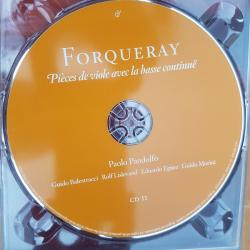 &
FORQUERAY
Pièces de viole avec la basse continuë
Paolo Pandolfo
Guido Balestracci Rolf Lislevand Eduardo Egüez Guido Morini
CD II